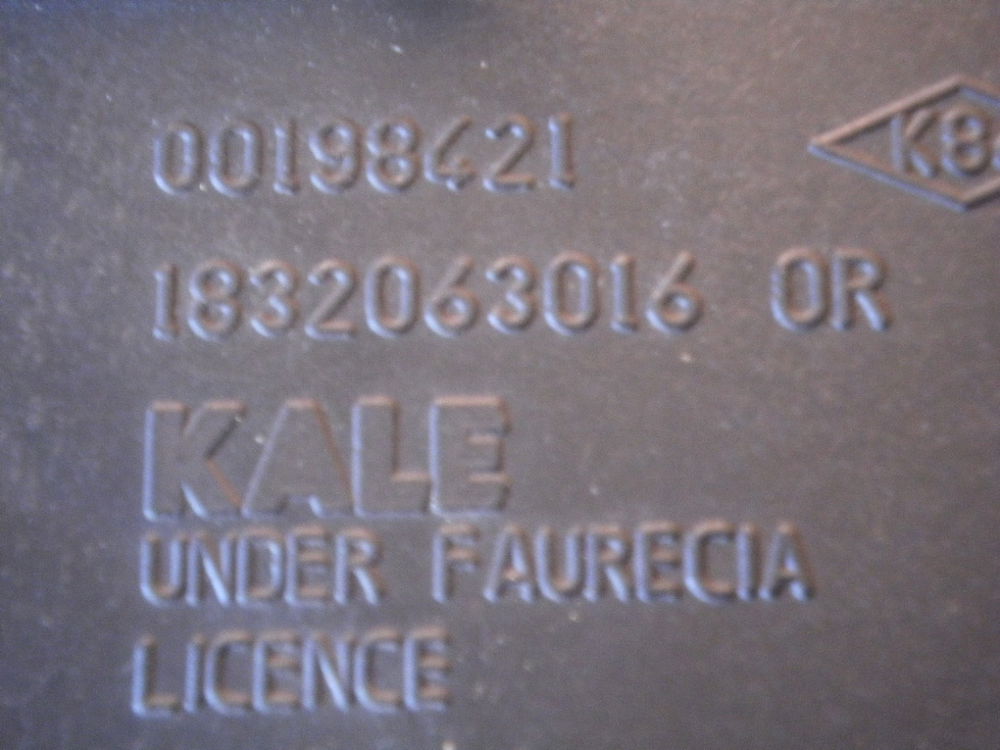 00198421
1832063016 OR
KALE
UNDER FAURECIA
LICENCE